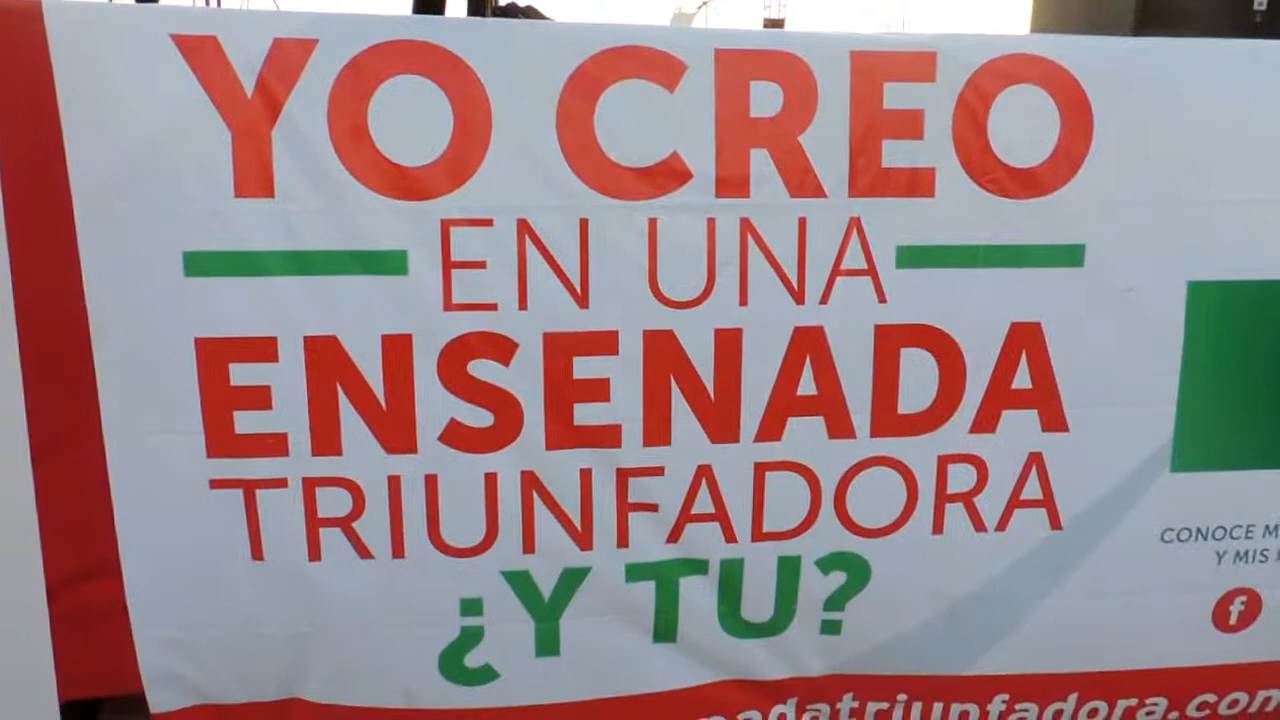 YO CREO
EN UNA
ENSENADA
TRIUNFADORA
¿Y TU?
CONOCE
Y MIS
f